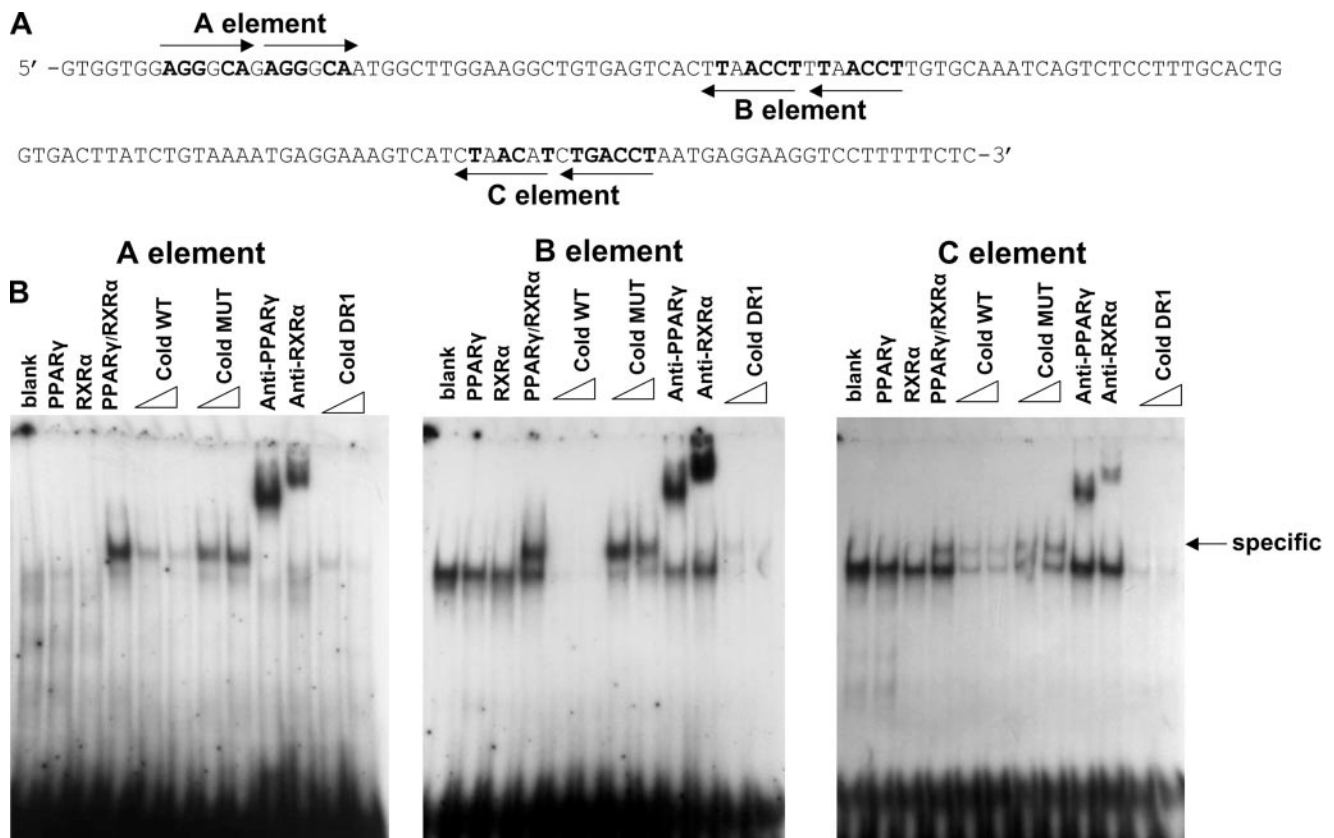 A
A element
5' -GTGGTGGAGGGCAGAGGGCAATGGCTTGGAAGGCTGTGAGTCACTTAACCTTTAACCTTGTGCAAATCAGTCTCCTTTGCACTG
B element
GTGACTTATCTGTAAAATGAGGAAAGTCATCTAACATCTGACCTAATGAGGAAGGTCCTTTTTCTC-3'
C element
B
A element
blank
PPARγ
RXRα
PPARγ/RXRα
Cold WT
Cold MUT
Anti-PPARγ
Anti-RXRα
Cold DR1
B element
blank
PPARγ
RXRα
PPARγ/RXRα
Cold WT
Cold MUT
Anti-PPARγ
Anti-RXRα
Cold DR1
C element
blank
PPARγ
RXRα
PPARγ/RXRα
Cold WT
Cold MUT
Anti-PPARγ
Anti-RXRα
Cold DR1
specific